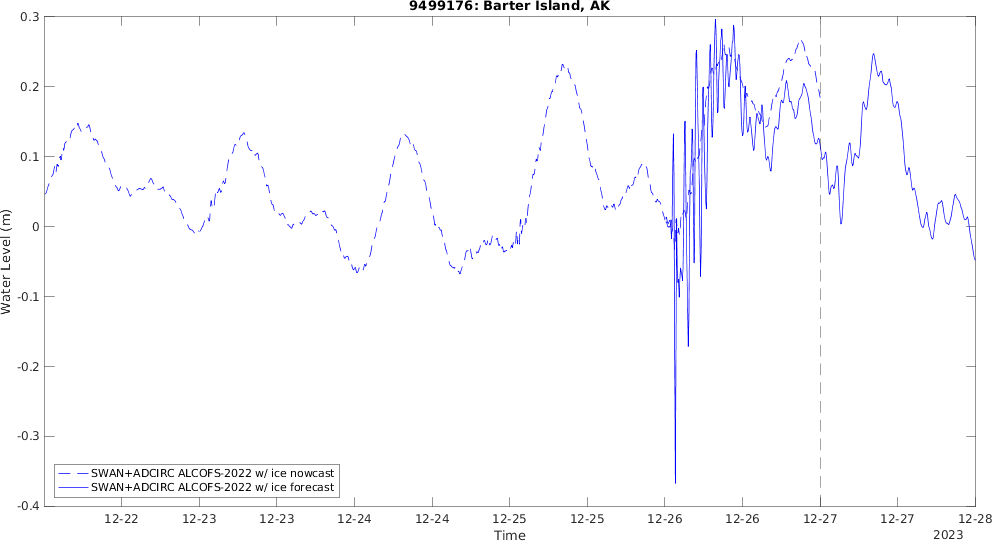 9499176: Barter Island, AK
0.3
0.2
0.1
0
-0.1
-0.2
-0.3
-0.4
Water Level (m)
SWAN+ADCIRC ALCOFS-2022 w/ ice nowcast
SWAN+ADCIRC ALCOFS-2022 w/ ice forecast
12-22 12-23 12-23 12-24 12-24 12-25 12-25 12-26 12-26 12-27 12-27 12-28
Time
2023